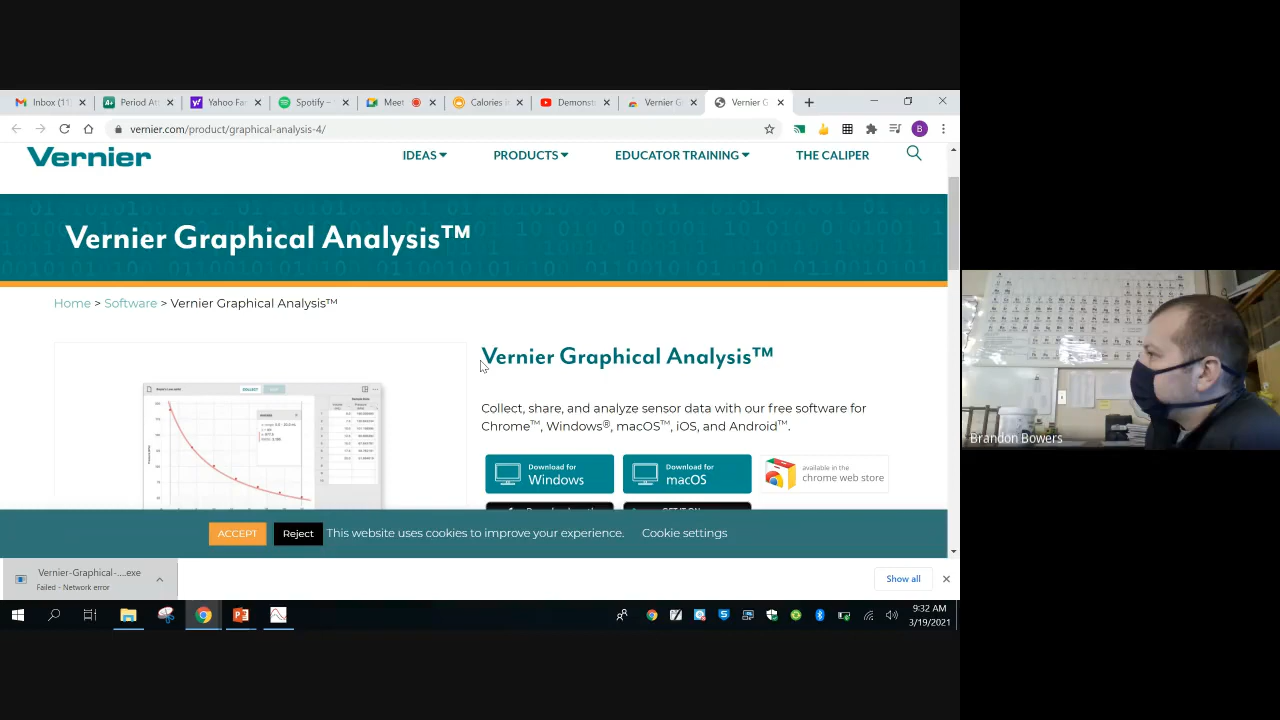 Inbox (11)
Period At
Yahoo Fan
Spotify –
Meet
Calories i
Demonst
Vernier G
Vernier G
vernier.com/product/graphical-analysis-4/
B
Vernier
IDEAS
PRODUCTS
EDUCATOR TRAINING
THE CALIPER
Vernier Graphical Analysis™
Home > Software > Vernier Graphical Analysis™
Vernier Graphical Analysis™
Collect, share, and analyze sensor data with our free software for
Chrome™, Windows®, macOS™, iOS, and Android™.
Download for
Windows
Download for
macOS
available in the
chrome web store
COLLECT
ACCEPT
Reject
This website uses cookies to improve your experience.
Cookie settings
Vernier-Graphical-....exe
Failed - Network error
Show all
9:32 AM
3/19/2021
Brandon Bowers